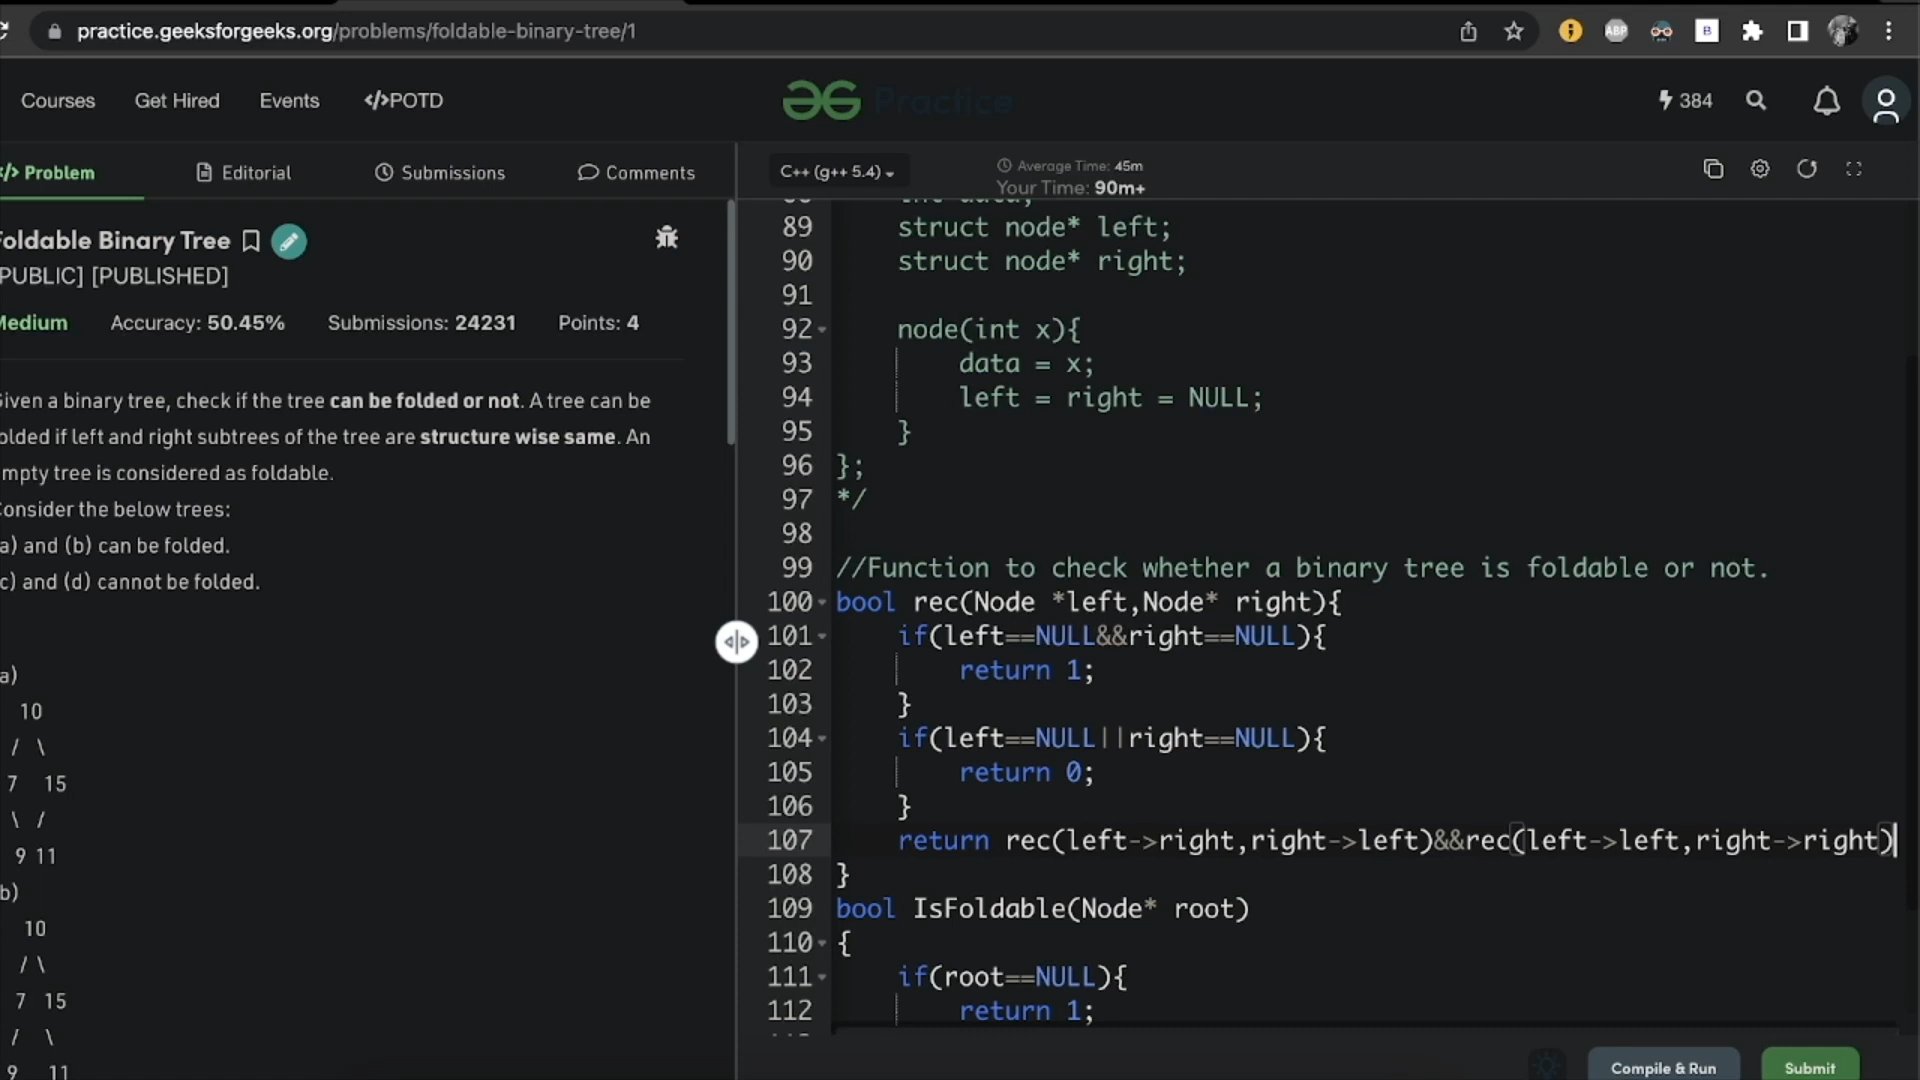 practice.geeksforgeeks.org/problems/foldable-binary-tree/1
ABP
B
Courses
Get Hired
Events
</>POTD
Practice
384
</> Problem
Editorial
Submissions
Comments
C++ (g++ 5.4)
Average Time: 45m
Your Time: 90m+
oldable Binary Tree
PUBLIC] [PUBLISHED]
Medium Accuracy: 50.45% Submissions: 24231 Points: 4
iven a binary tree, check if the tree can be folded or not. A tree can be
olded if left and right subtrees of the tree are structure wise same. An
mpty tree is considered as foldable.
onsider the below trees:
a) and (b) can be folded.
c) and (d) cannot be folded.
a)
10
/ \
7 15
\ /
9 11
b)
10
/ \
7 15
/ \
9 11
89 struct node* left;
90 struct node* right;
91
92 node(int x){
93 data = x;
94 left = right = NULL;
95 }
96 };
97 */
98
99 //Function to check whether a binary tree is foldable or not.
100 bool rec(Node *left,Node* right){
101 if(left==NULL&&right==NULL){
102 return 1;
103 }
104 if(left==NULL||right==NULL){
105 return 0;
106 }
107 return rec(left->right,right->left)&&rec(left->left,right->right)
108 }
109 bool IsFoldable(Node* root)
110 {
111 if(root==NULL){
112 return 1;
Compile & Run
Submit